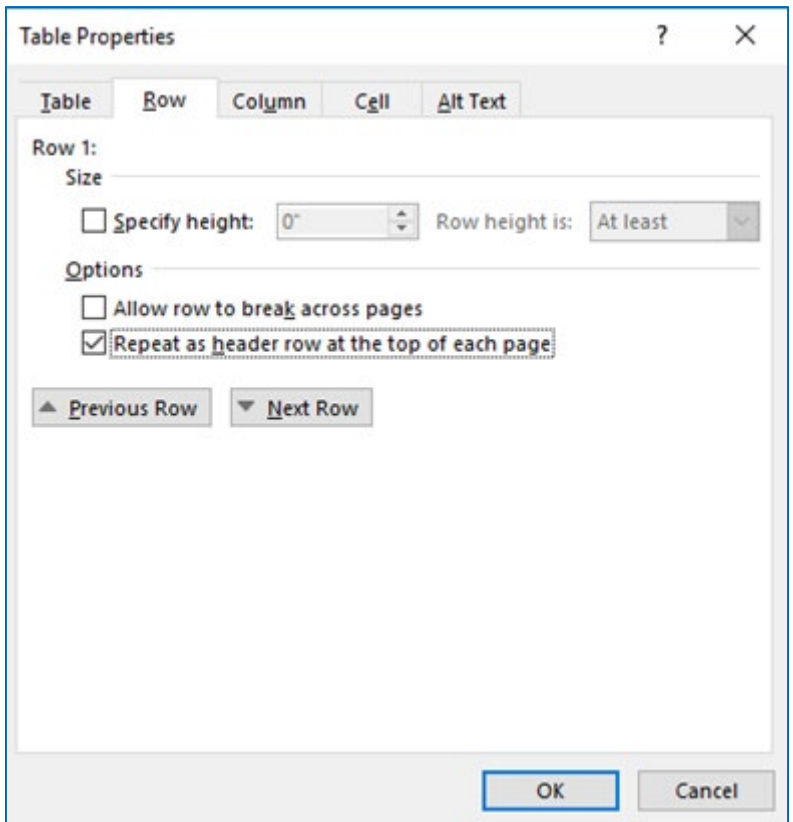 Table Properties ?
Table Row Column Cell Alt Text
Row 1:
Size
Specify height: 0" Row height is: At least
Options
Allow row to break across pages
Repeat as header row at the top of each page
Previous Row Next Row
OK Cancel